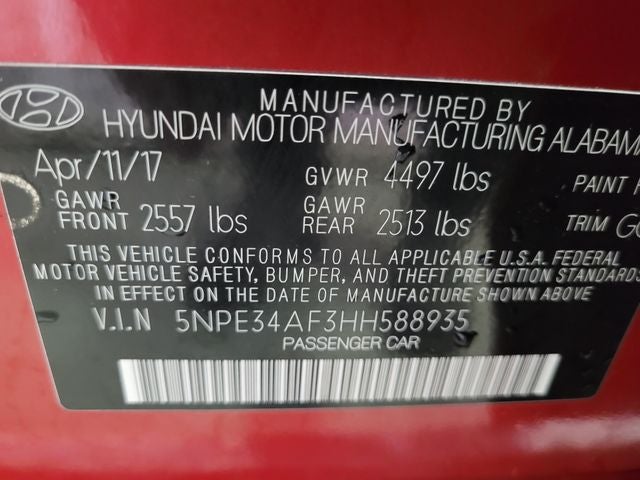 MANUFACTURED BY
HYUNDAI MOTOR MANUFACTURING ALABAMA
Apr/11/17 GVWR 4497 lbs PAINT
GAWR FRONT 2557 lbs GAWR REAR 2513 lbs TRIM
THIS VEHICLE CONFORMS TO ALL APPLICABLE U.S.A. FEDERAL
MOTOR VEHICLE SAFETY, BUMPER, AND THEFT PREVENTION STANDARD
IN EFFECT ON THE DATE OF MANUFACTURE SHOWN ABOVE
V.I.N 5NPE34AF3HH588935
PASSENGER CAR